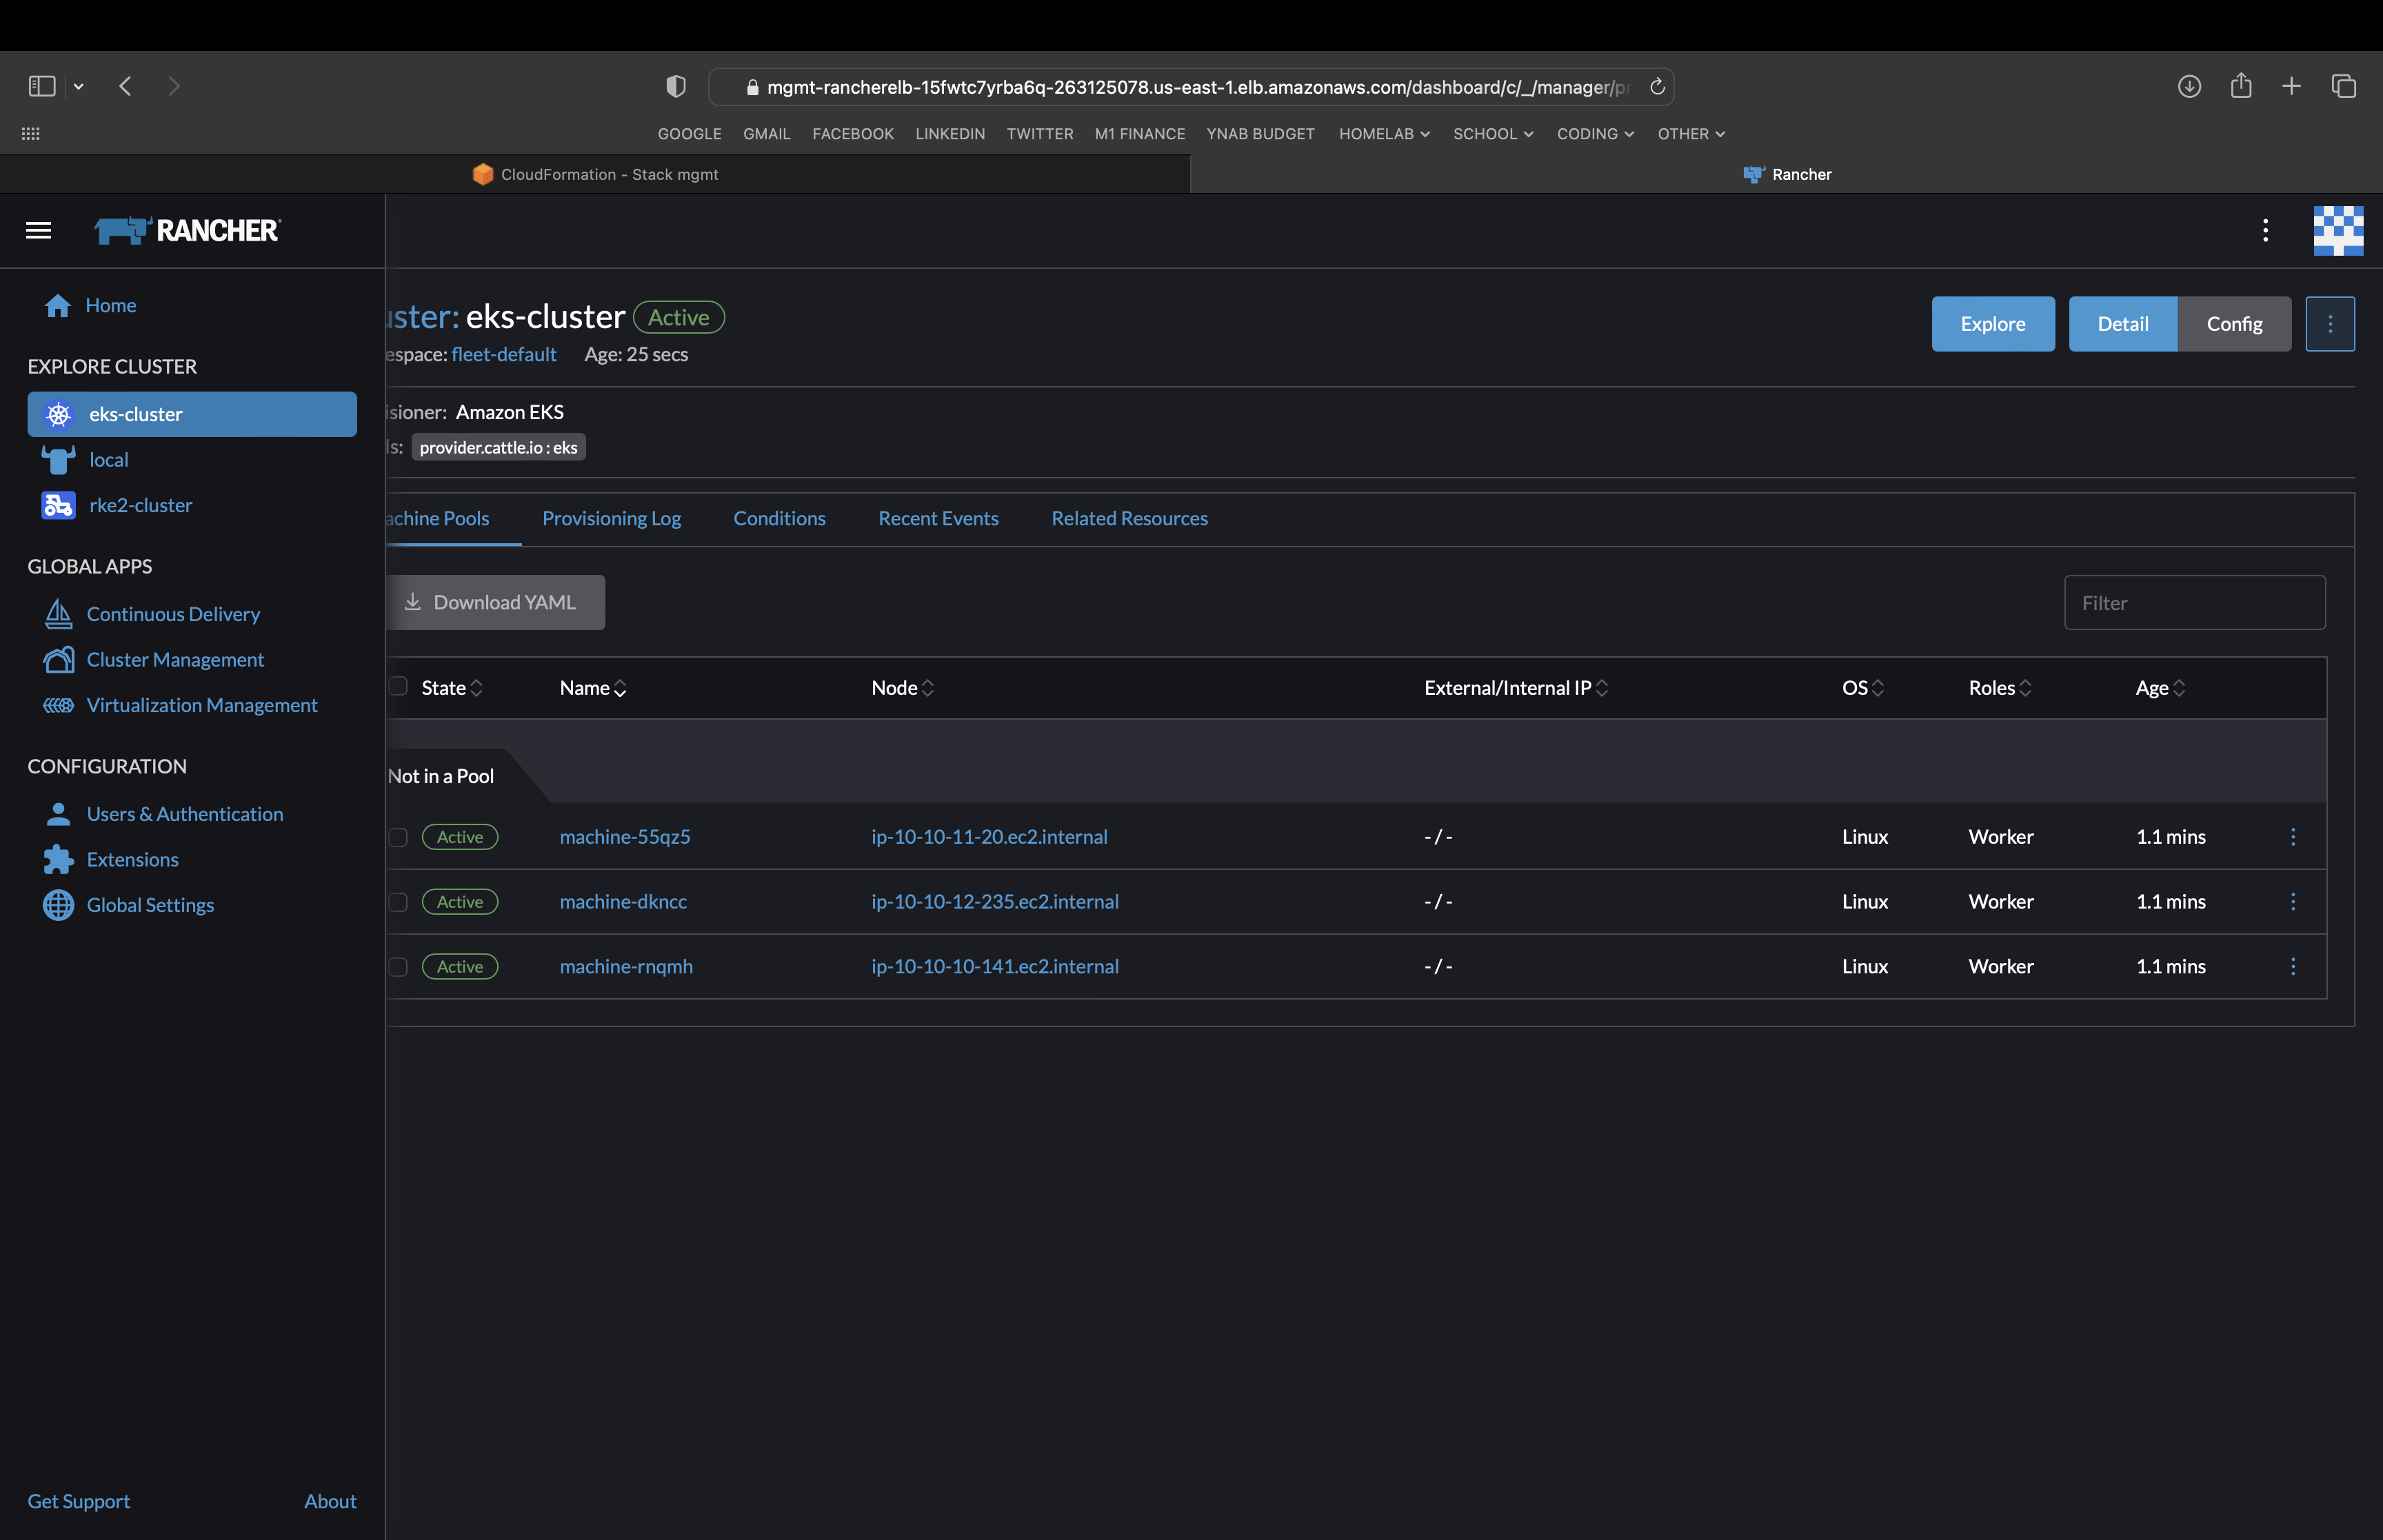 mgmt-rancherelb-15fwtc7yrba6q-263125078.us-east-1.elb.amazonaws.com/dashboard/c/_/manager/pr
GOOGLE GMAIL FACEBOOK LINKEDIN TWITTER M1 FINANCE YNAB BUDGET HOMELAB SCHOOL CODING OTHER
CloudFormation - Stack mgmt
Rancher
RANCHER
Home
EXPLORE CLUSTER
eks-cluster
local
rke2-cluster
GLOBAL APPS
Continuous Delivery
Cluster Management
Virtualization Management
CONFIGURATION
Users & Authentication
Extensions
Global Settings
Get Support
About
uster: eks-cluster Active
espace: fleet-default Age: 25 secs
Explore Detail Config
isioner: Amazon EKS
ls: provider.cattle.io : eks
achine Pools Provisioning Log Conditions Recent Events Related Resources
Download YAML
Filter
State Name Node External/Internal IP OS Roles Age
Not in a Pool
Active machine-55qz5 ip-10-10-11-20.ec2.internal - / - Linux Worker 1.1 mins
Active machine-dkncc ip-10-10-12-235.ec2.internal - / - Linux Worker 1.1 mins
Active machine-rnqmh ip-10-10-10-141.ec2.internal - / - Linux Worker 1.1 mins